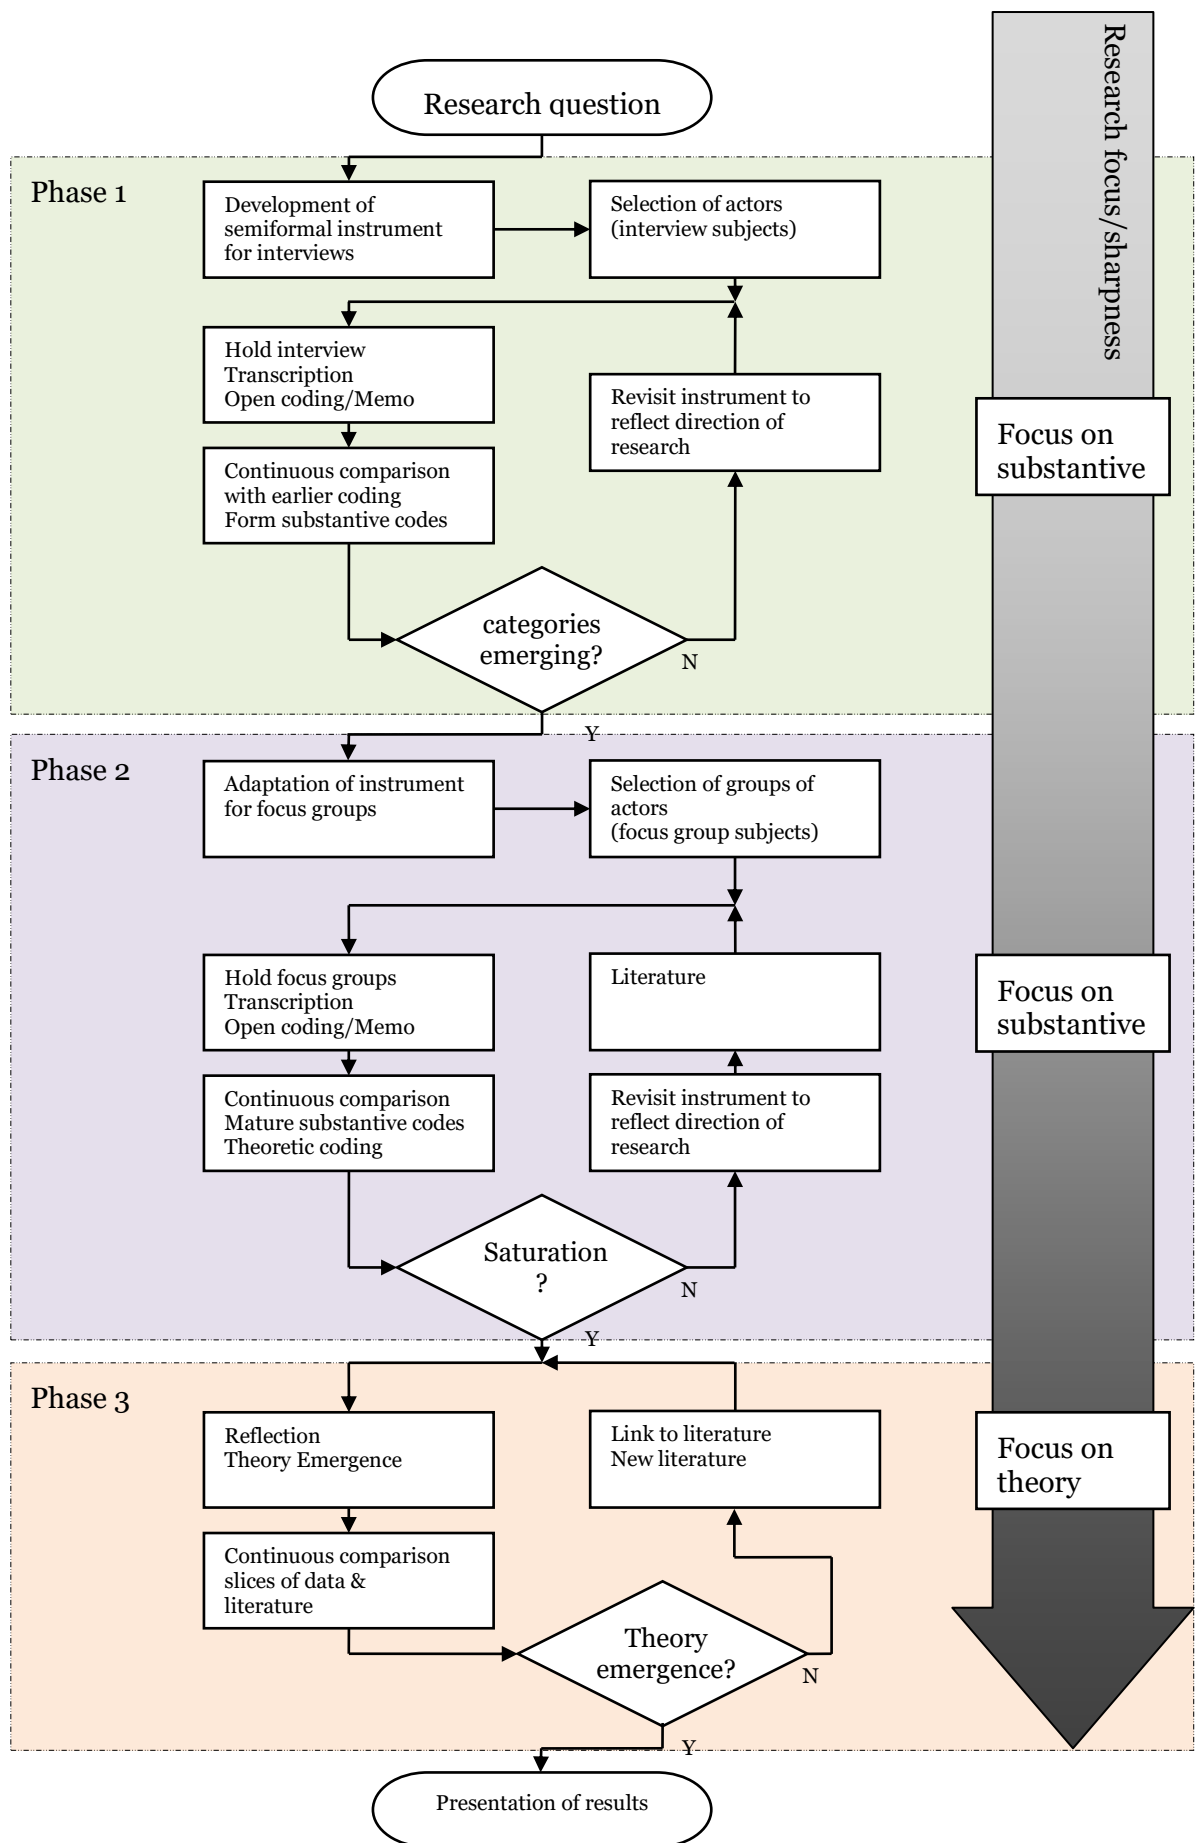 Research question
Research focus/sharpness
Phase 1
Development of
semiformal instrument
for interviews
Selection of actors
(interview subjects)
Hold interview
Transcription
Open coding/Memo
Revisit instrument to
reflect direction of
research
Focus on
substantive
Continuous comparison
with earlier coding
Form substantive codes
categories
emerging?
N
Y
Phase 2
Adaptation of instrument
for focus groups
Selection of groups of
actors
(focus group subjects)
Hold focus groups
Transcription
Open coding/Memo
Literature
Focus on
substantive
Continuous comparison
Mature substantive codes
Theoretic coding
Revisit instrument to
reflect direction of
research
Saturation
?
N
Y
Phase 3
Reflection
Theory Emergence
Link to literature
New literature
Focus on
theory
Continuous comparison
slices of data &
literature
Theory
emergence?
N
Y
Presentation of results